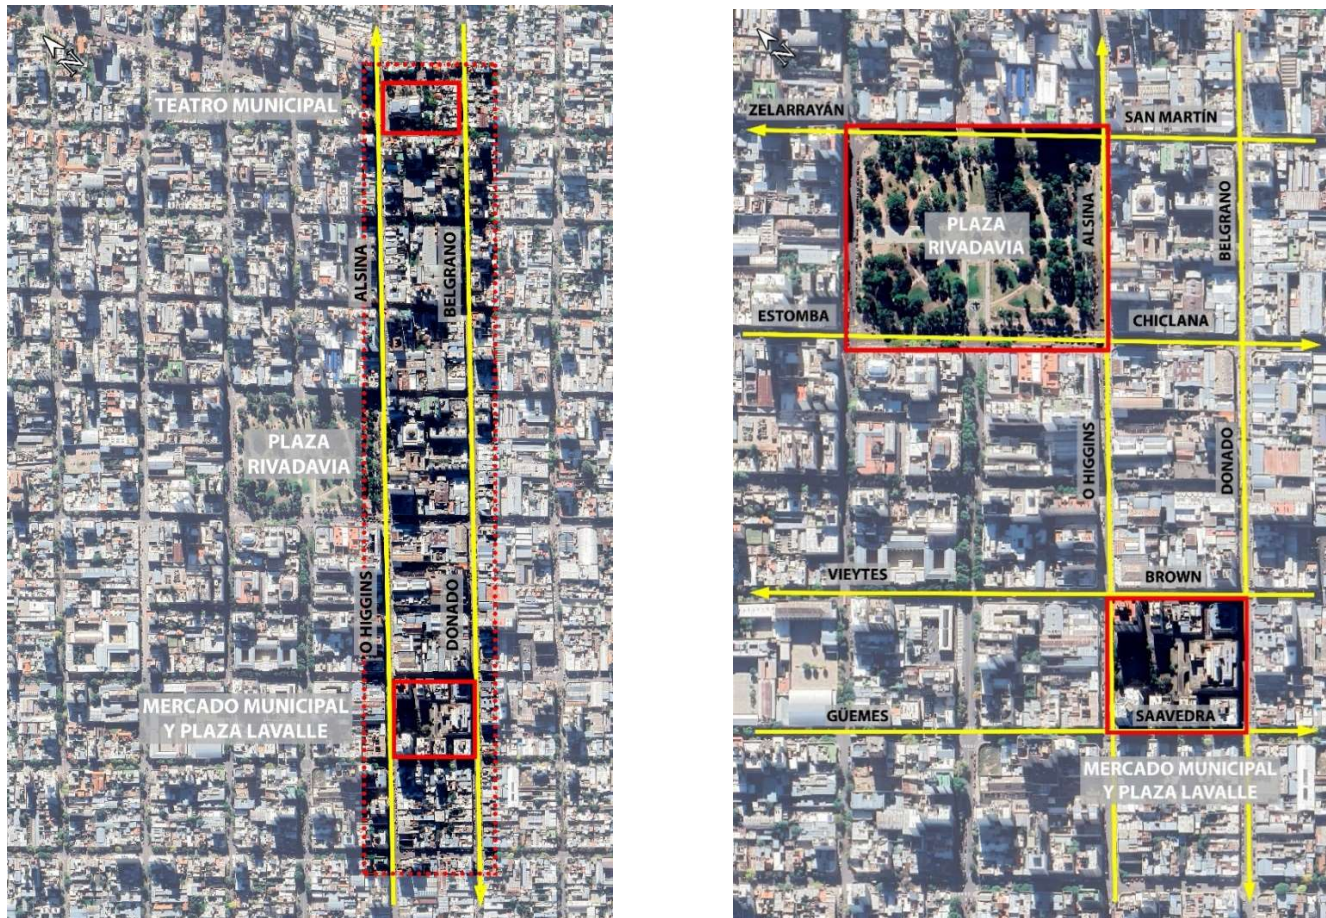 N
TEATRO MUNICIPAL
ALSINA
BELGRANO
PLAZA
RIVADAVIA
O HIGGINS
DONADO
MERCADO MUNICIPAL
Y PLAZA LAVALLE
N
ZELARRAYÁN
SAN MARTÍN
PLAZA
RIVADAVIA
ALSINA
BELGRANO
ESTOMBA
CHICLANA
O HIGGINS
DONADO
VIEYTES
BROWN
GÜEMES
SAAVEDRA
MERCADO MUNICIPAL
Y PLAZA LAVALLE